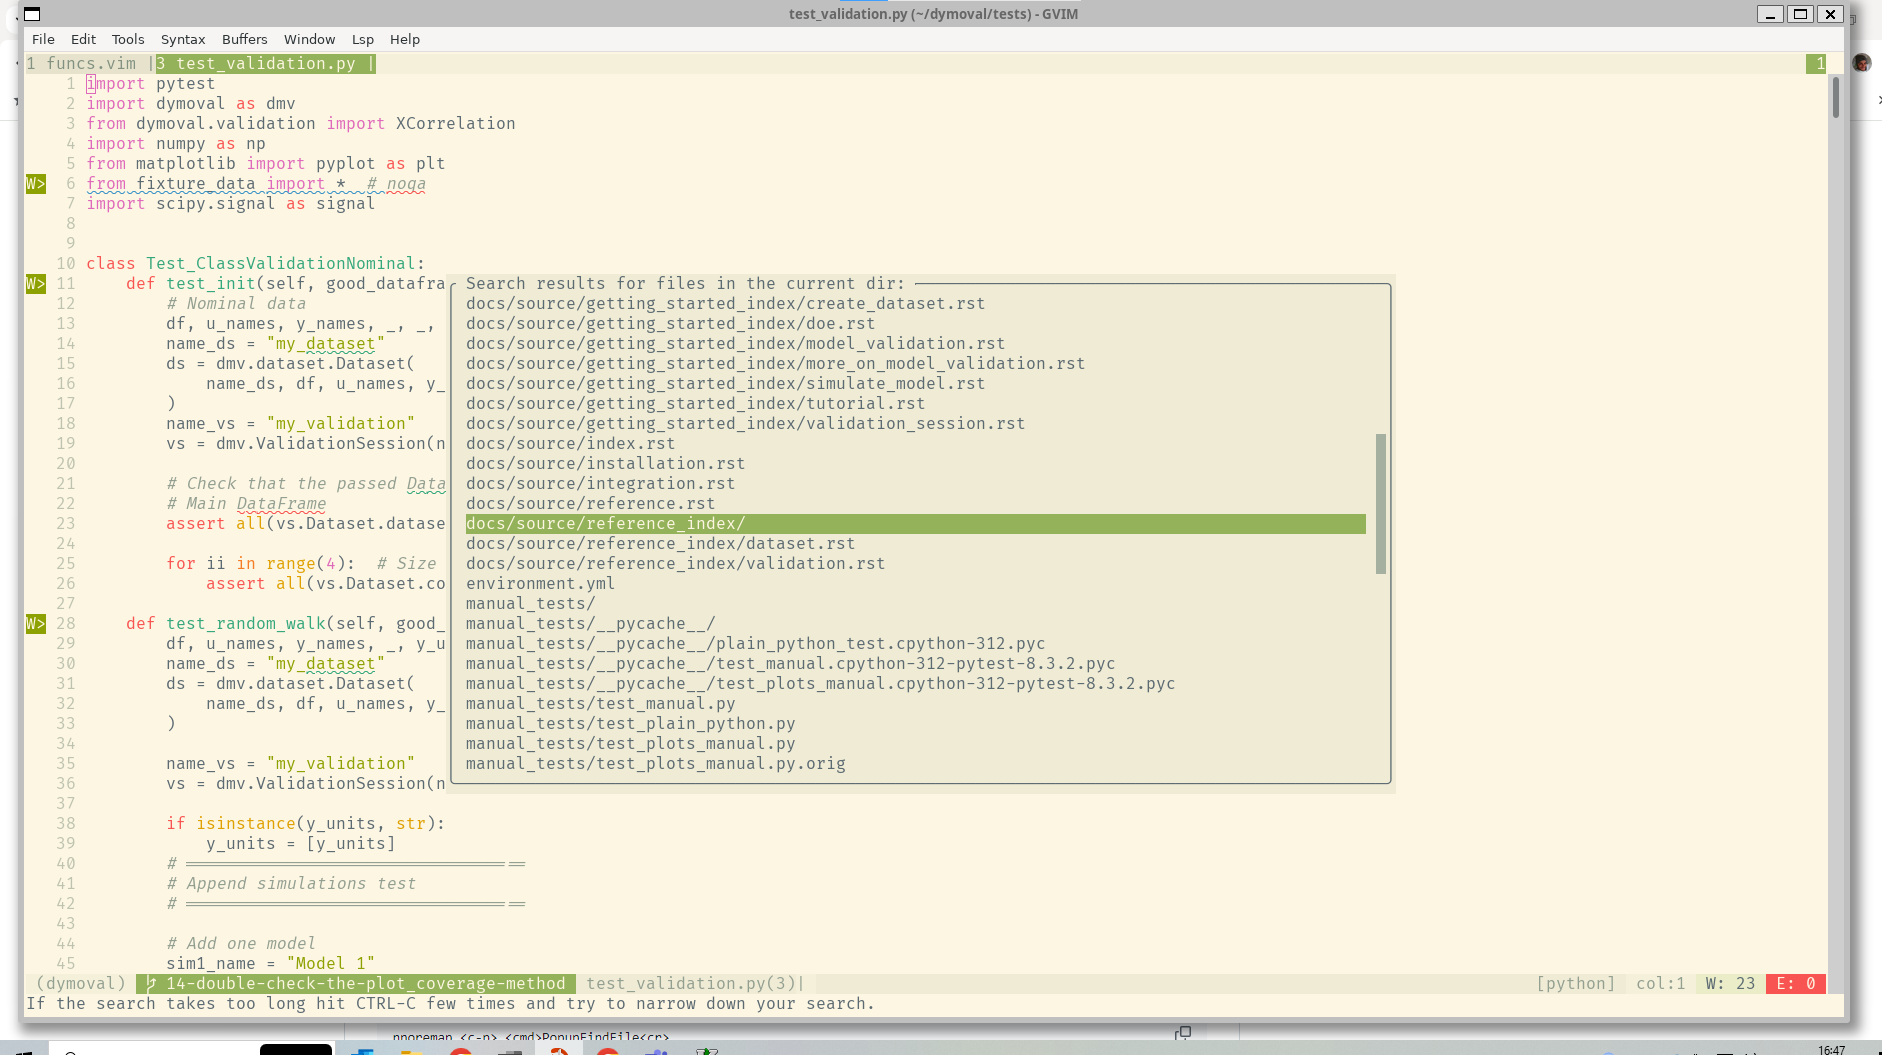 test_validation.py (~/dymoval/tests) - GVIM
File Edit Tools Syntax Buffers Window Lsp Help
1 funcs.vim |3 test_validation.py | 1
1 import pytest
2 import dymoval as dmv
3 from dymoval.validation import XCorrelation
4 import numpy as np
5 from matplotlib import pyplot as plt
W> 6 from fixture_data import * # noqa
7 import scipy.signal as signal
8
9
10 class Test_ClassValidationNominal:
W> 11 def test_init(self, good_datafra
12 # Nominal data
13 df, u_names, y_names, _, _,
14 name_ds = "my_dataset"
15 ds = dmv.dataset.Dataset(
16 name_ds, df, u_names, y_
17 )
18 name_vs = "my_validation"
19 vs = dmv.ValidationSession(n
20
21 # Check that the passed Data
22 # Main DataFrame
23 assert all(vs.Dataset.datase
24
25 for ii in range(4): # Size
26 assert all(vs.Dataset.co
27
W> 28 def test_random_walk(self, good_
29 df, u_names, y_names, _, y_u
30 name_ds = "my_dataset"
31 ds = dmv.dataset.Dataset(
32 name_ds, df, u_names, y_
33 )
34
35 name_vs = "my_validation"
36 vs = dmv.ValidationSession(n
37
38 if isinstance(y_units, str):
39 y_units = [y_units]
40 #
41 # Append simulations test
42 #
43
44 # Add one model
45 sim1_name = "Model 1"
Search results for files in the current dir:
docs/source/getting_started_index/create_dataset.rst
docs/source/getting_started_index/doe.rst
docs/source/getting_started_index/model_validation.rst
docs/source/getting_started_index/more_on_model_validation.rst
docs/source/getting_started_index/simulate_model.rst
docs/source/getting_started_index/tutorial.rst
docs/source/getting_started_index/validation_session.rst
docs/source/index.rst
docs/source/installation.rst
docs/source/integration.rst
docs/source/reference.rst
docs/source/reference_index/
docs/source/reference_index/dataset.rst
docs/source/reference_index/validation.rst
environment.yml
manual_tests/
manual_tests/__pycache__/
manual_tests/__pycache__/plain_python_test.cpython-312.pyc
manual_tests/__pycache__/test_manual.cpython-312-pytest-8.3.2.pyc
manual_tests/__pycache__/test_plots_manual.cpython-312-pytest-8.3.2.pyc
manual_tests/test_manual.py
manual_tests/test_plain_python.py
manual_tests/test_plots_manual.py
manual_tests/test_plots_manual.py.orig
(dymoval) 14-double-check-the-plot_coverage-method test_validation.py(3)| [python] col:1 W: 23 E: 0
If the search takes too long hit CTRL-C few times and try to narrow down your search.
nnoremap <c-p> <cmd>PopupFindFile<cr>
16:47